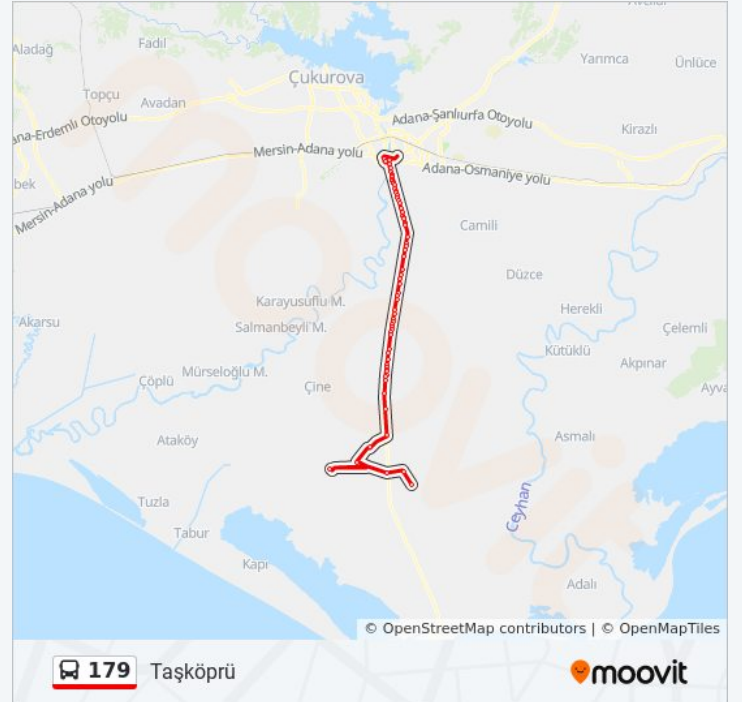 Aladağ
Fadıl
Yarımca
Ünlüce
Çukurova
Topçu
Avadan
Adana-Şanlıurfa Otoyolu
ana-Erdemli Otoyolu
Kirazlı
Mersin-Adana yolu
Adana-Osmaniye yolu
bek
Mersin-Adana yolu
Camili
Düzce
Karayusuflu M.
Herekli
Akarsu
Salmanbeyli M.
Çelemli
Kütüklü
Akpınar
Mürseloğlu M.
Çöplü
Çine
Ayva
Ataköy
Asmalı
Tuzla
Ceyhan
Tabur
Kapı
Adalı
© OpenStreetMap contributors | © OpenMapTiles
179 Taşköprü
moovit